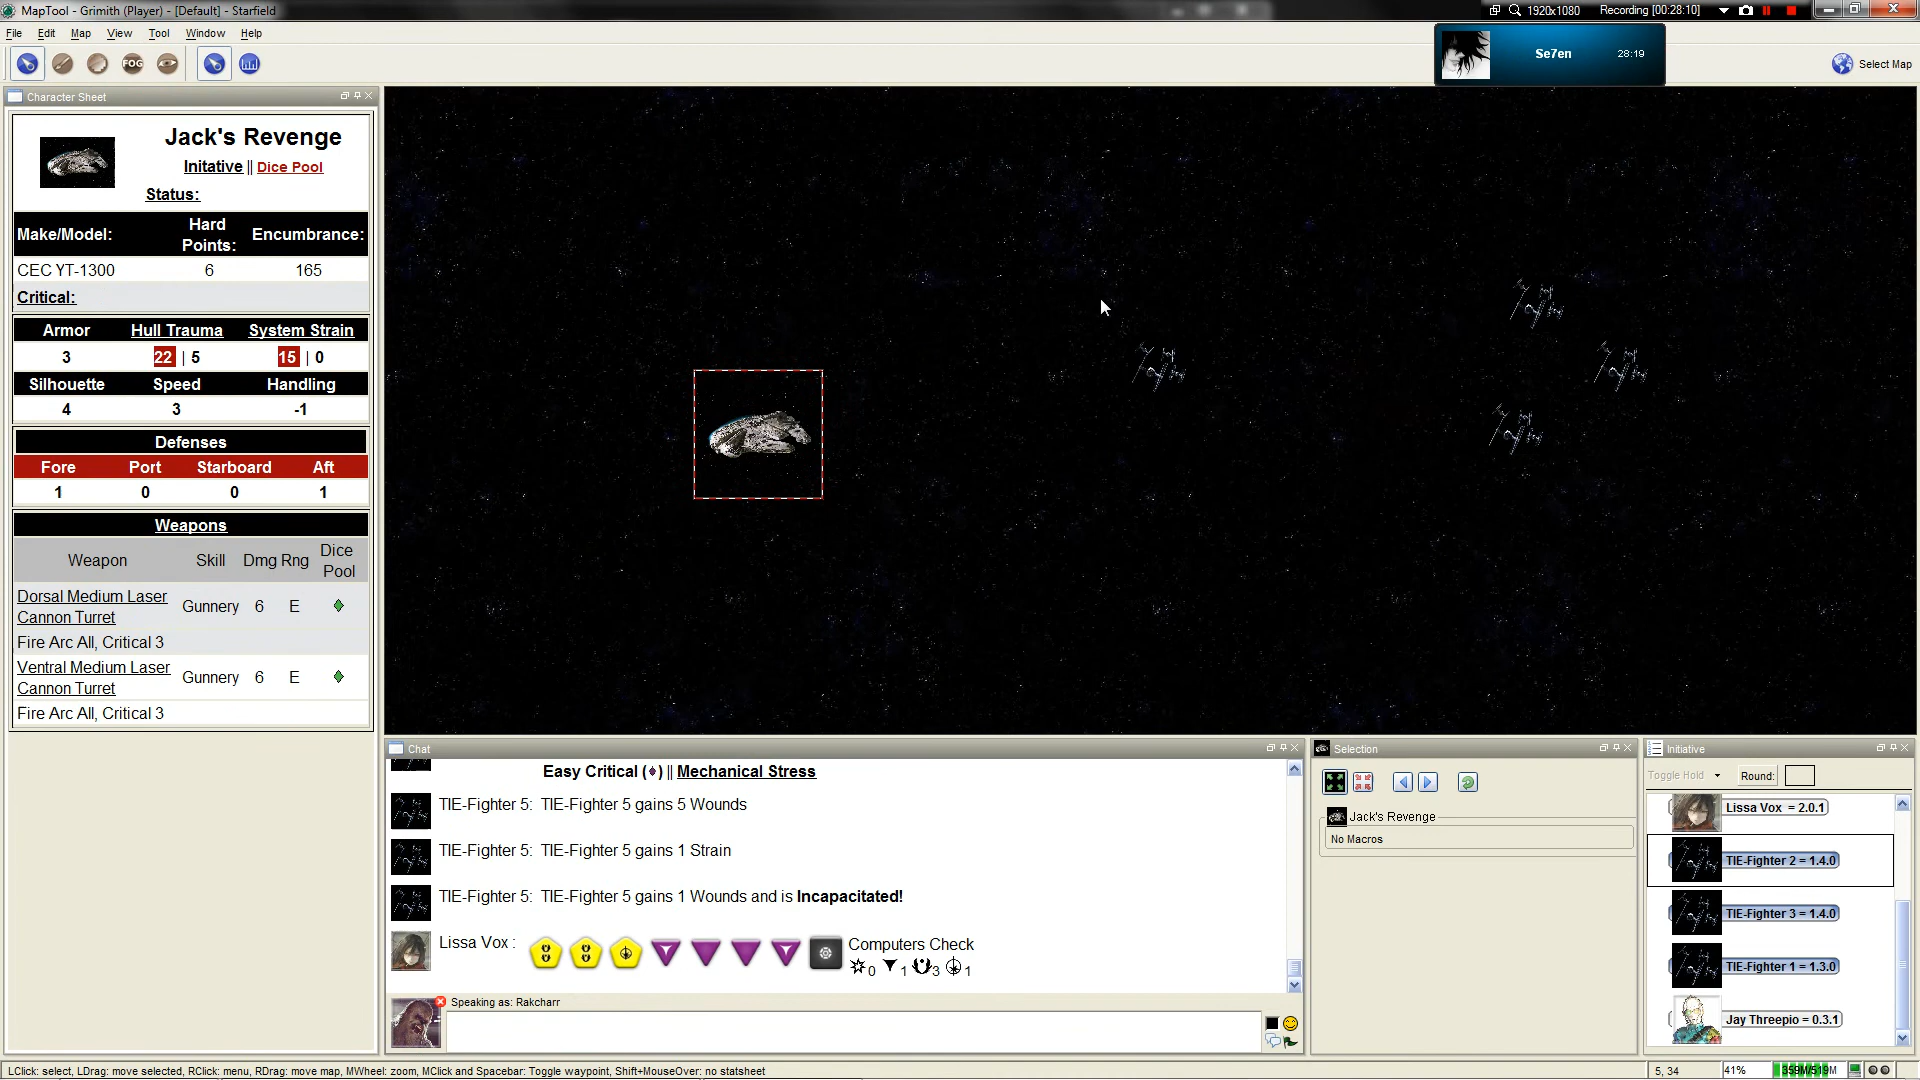 MapTool - Grimith (Player) - [Default] - Starfield
1920x1080
Recording [00:28:10]
File Edit Map View Tool Window Help
Se7en 28:19
FOG
Select Map
Character Sheet
Jack's Revenge
Initative || Dice Pool
Status:
Make/Model: Hard Points: Encumbrance:
CEC YT-1300 6 165
Critical:
Armor Hull Trauma System Strain
3 22 | 5 15 | 0
Silhouette Speed Handling
4 3 -1
Defenses
Fore Port Starboard Aft
1 0 0 1
Weapons
Weapon Skill Dmg Rng Dice Pool
Dorsal Medium Laser Cannon Turret Gunnery 6 E
Fire Arc All, Critical 3
Ventral Medium Laser Cannon Turret Gunnery 6 E
Fire Arc All, Critical 3
Chat
Easy Critical (♦) || Mechanical Stress
TIE-Fighter 5: TIE-Fighter 5 gains 5 Wounds
TIE-Fighter 5: TIE-Fighter 5 gains 1 Strain
TIE-Fighter 5: TIE-Fighter 5 gains 1 Wounds and is Incapacitated!
Lissa Vox : Computers Check
0 1 3 1
Speaking as: Rakcharr
Selection
Jack's Revenge
No Macros
Initiative
Toggle Hold Round:
Lissa Vox = 2.0.1
TIE-Fighter 2 = 1.4.0
TIE-Fighter 3 = 1.4.0
TIE-Fighter 1 = 1.3.0
Jay Threepio = 0.3.1
LClick: select, LDrag: move selected, RClick: menu, RDrag: move map, MWheel: zoom, MClick and Spacebar: Toggle waypoint, Shift+MouseOver: no statsheet
5, 34 41% 359M/519M